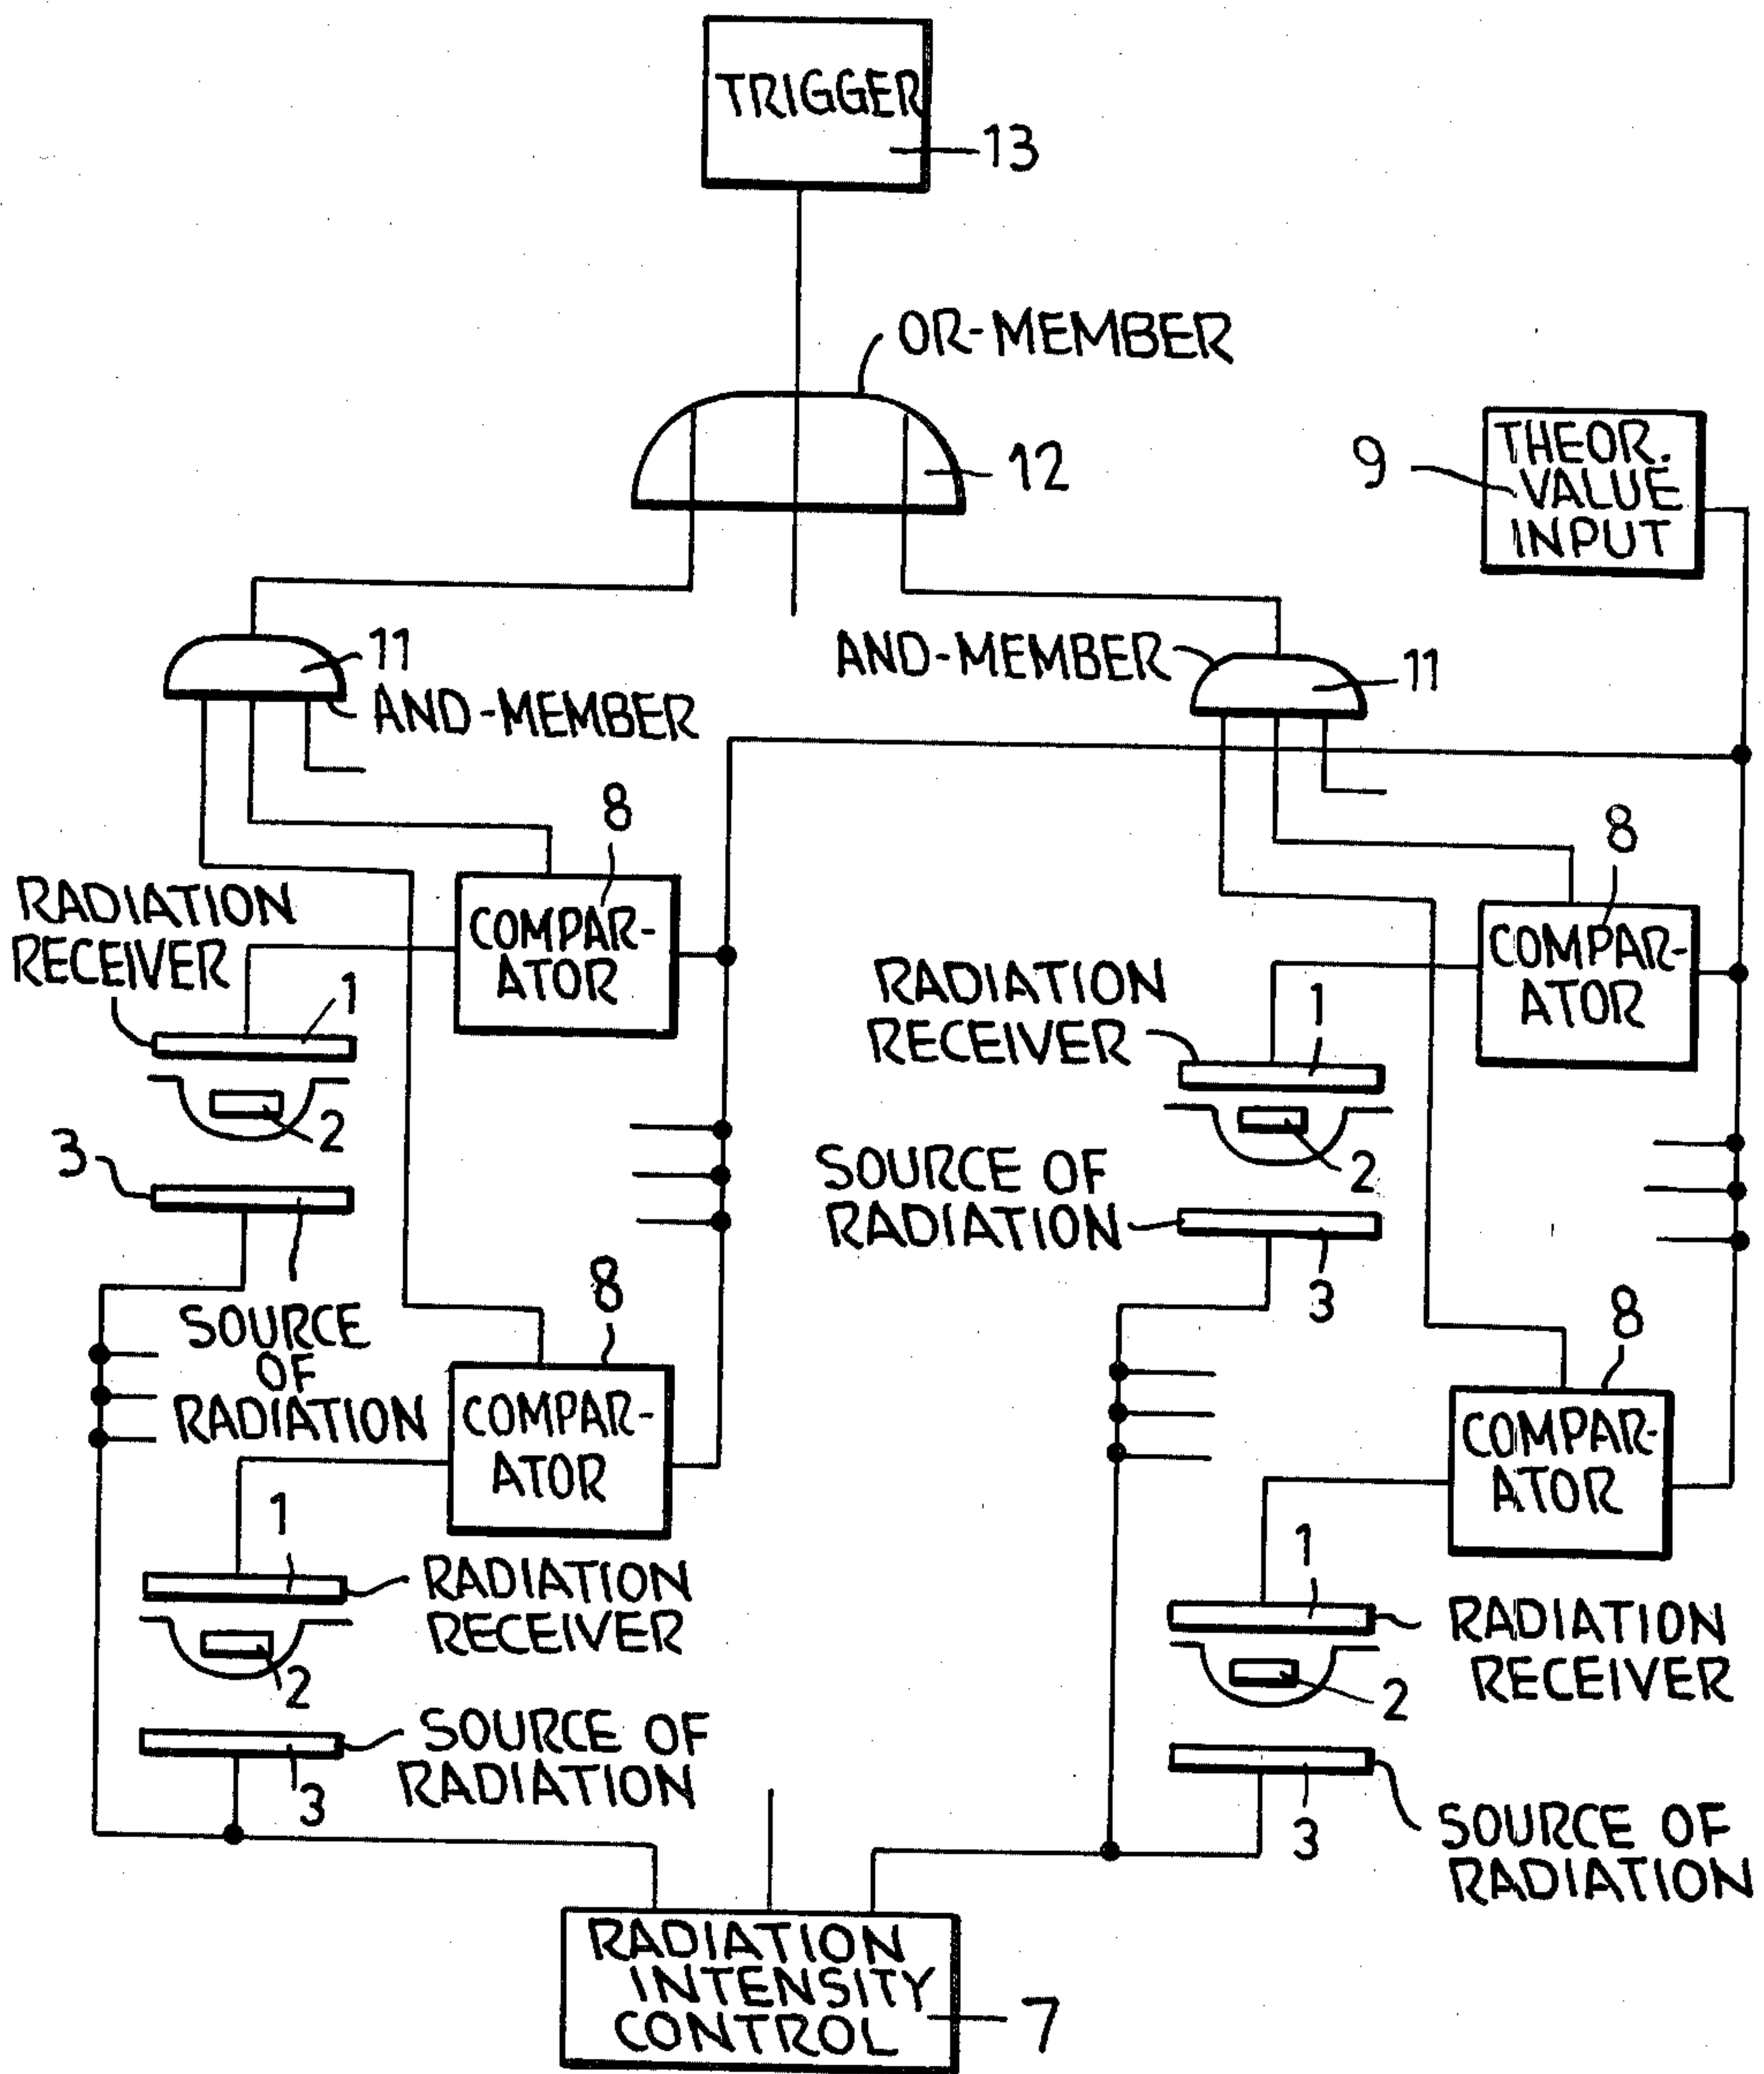 TRIGGER
13
OR-MEMBER
12
9
THEOR.
VALUE
INPUT
11
AND-MEMBER
AND-MEMBER
11
8
COMPAR-
ATOR
RADIATION
RECEIVER
1
2
3
SOURCE
OF
RADIATION
8
COMPAR-
ATOR
RADIATION
RECEIVER
1
2
SOURCE OF
RADIATION
3
8
COMPAR-
ATOR
1
RADIATION
RECEIVER
2
SOURCE OF
RADIATION
3
8
COMPAR-
ATOR
1
RADIATION
RECEIVER
2
3
SOURCE OF
RADIATION
RADIATION
INTENSITY
CONTROL
7